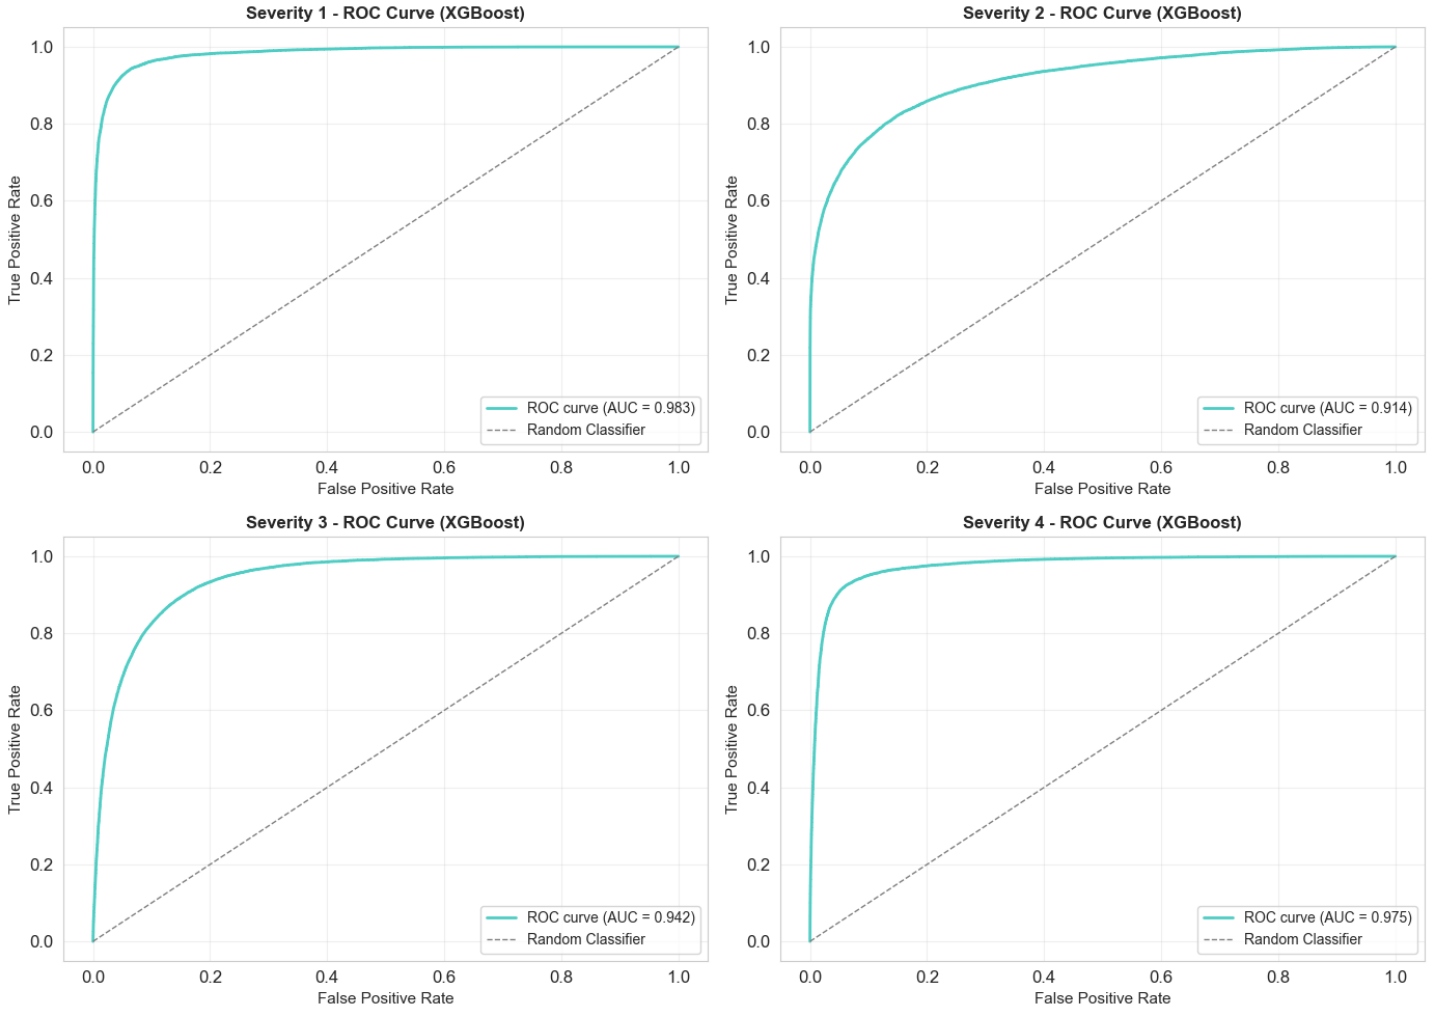 Severity 1 - ROC Curve (XGBoost)
1.0
0.8
0.6
0.4
0.2
0.0
True Positive Rate
0.0 0.2 0.4 0.6 0.8 1.0
False Positive Rate
ROC curve (AUC = 0.983)
Random Classifier
Severity 2 - ROC Curve (XGBoost)
1.0
0.8
0.6
0.4
0.2
0.0
True Positive Rate
0.0 0.2 0.4 0.6 0.8 1.0
False Positive Rate
ROC curve (AUC = 0.914)
Random Classifier
Severity 3 - ROC Curve (XGBoost)
1.0
0.8
0.6
0.4
0.2
0.0
True Positive Rate
0.0 0.2 0.4 0.6 0.8 1.0
False Positive Rate
ROC curve (AUC = 0.942)
Random Classifier
Severity 4 - ROC Curve (XGBoost)
1.0
0.8
0.6
0.4
0.2
0.0
True Positive Rate
0.0 0.2 0.4 0.6 0.8 1.0
False Positive Rate
ROC curve (AUC = 0.975)
Random Classifier